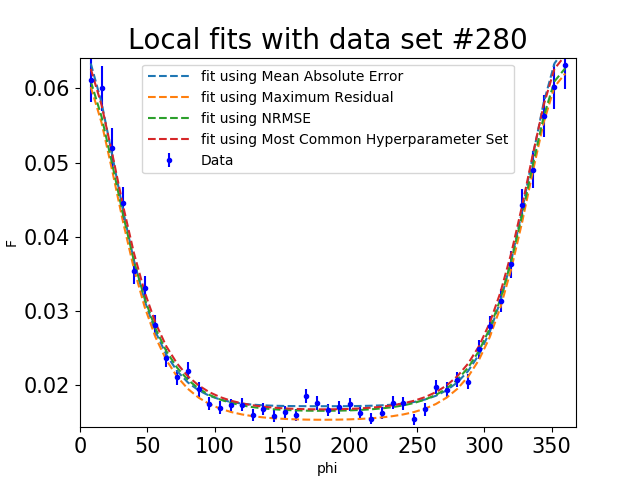 Local fits with data set #280
fit using Mean Absolute Error
fit using Maximum Residual
fit using NRMSE
fit using Most Common Hyperparameter Set
Data
0.06
0.05
0.04
0.03
0.02
F
0 50 100 150 200 250 300 350
phi